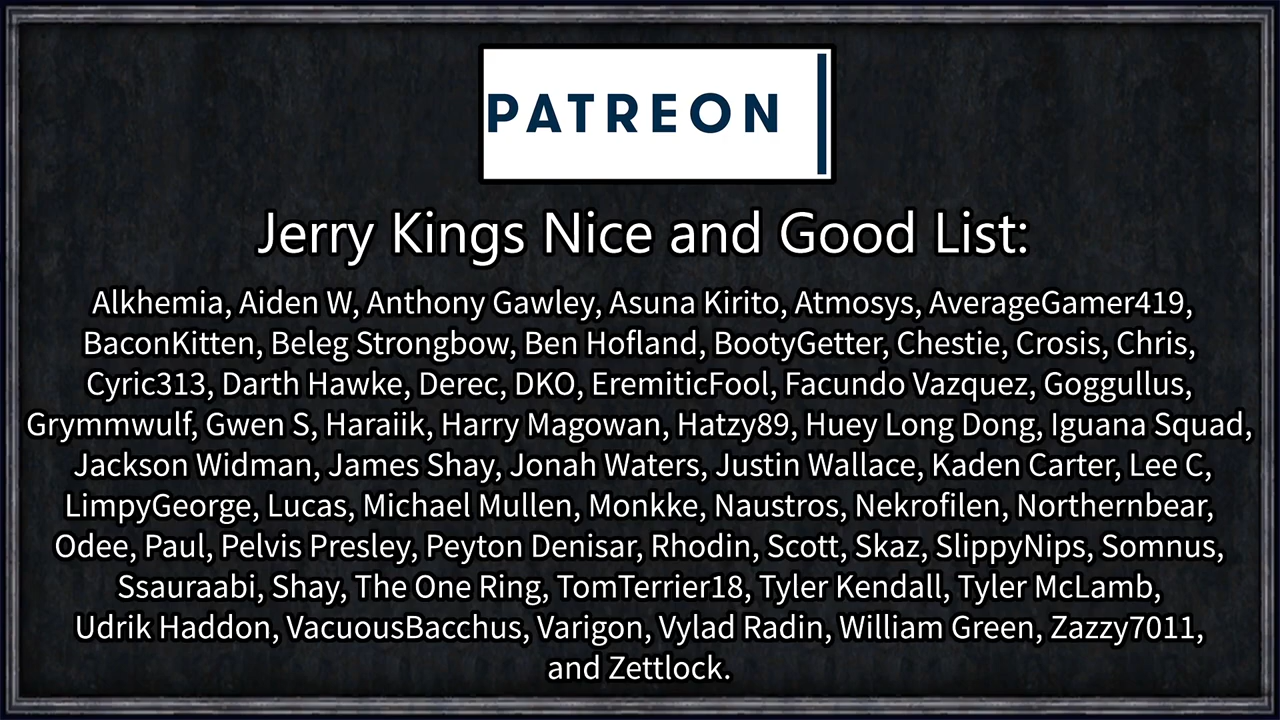 PATREON
Jerry Kings Nice and Good List:
Alkhemia, Aiden W, Anthony Gawley, Asuna Kirito, Atmosys, AverageGamer419,
BaconKitten, Beleg Strongbow, Ben Hofland, BootyGetter, Chestie, Crosis, Chris,
Cyric313, Darth Hawke, Derec, DKO, EremiticFool, Facundo Vazquez, Goggullus,
Grymmwulf, Gwen S, Haraiik, Harry Magowan, Hatzy89, Huey Long Dong, Iguana Squad,
Jackson Widman, James Shay, Jonah Waters, Justin Wallace, Kaden Carter, Lee C,
LimpyGeorge, Lucas, Michael Mullen, Monkke, Naustros, Nekrofilen, Northernbear,
Odee, Paul, Pelvis Presley, Peyton Denisar, Rhodin, Scott, Skaz, SlippyNips, Somnus,
Ssauraabi, Shay, The One Ring, TomTerrier18, Tyler Kendall, Tyler McLamb,
Udrik Haddon, VacuousBacchus, Varigon, Vylad Radin, William Green, Zazzy7011,
and Zettlock.